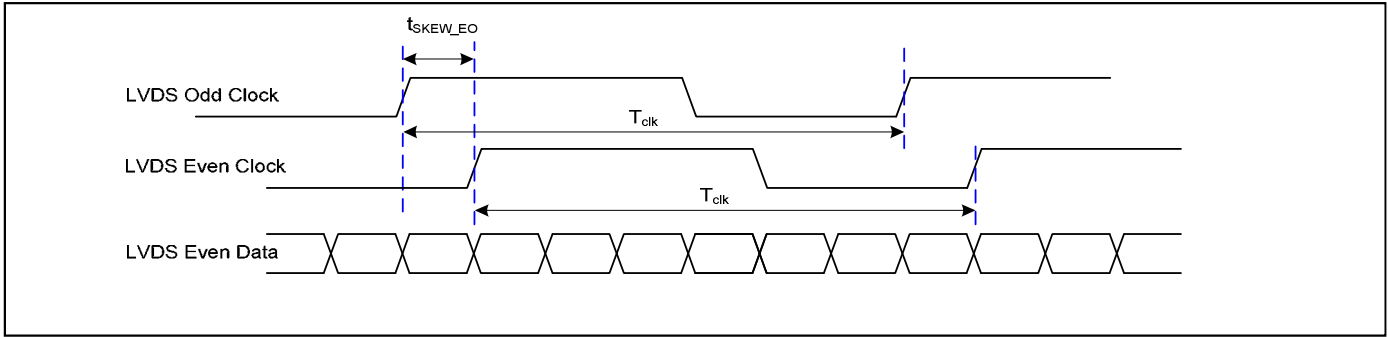 tSKEW_EO
LVDS Odd Clock
Tclk
LVDS Even Clock
Tclk
LVDS Even Data